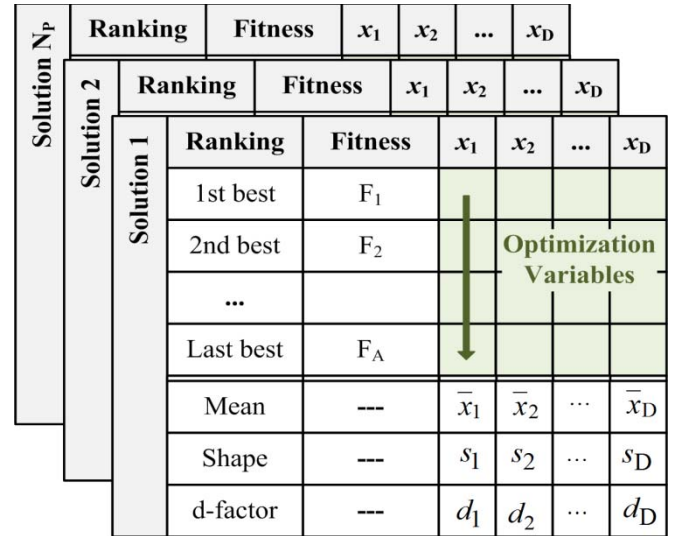 Solution N_P
Ranking Fitness x_1 x_2 ... x_D
Solution 2
Ranking Fitness x_1 x_2 ... x_D
Solution 1
Ranking Fitness x_1 x_2 ... x_D
1st best F_1
2nd best F_2
Optimization
Variables
...
Last best F_A
Mean --- x̄_1 x̄_2 ... x̄_D
Shape --- s_1 s_2 ... s_D
d-factor --- d_1 d_2 ... d_D